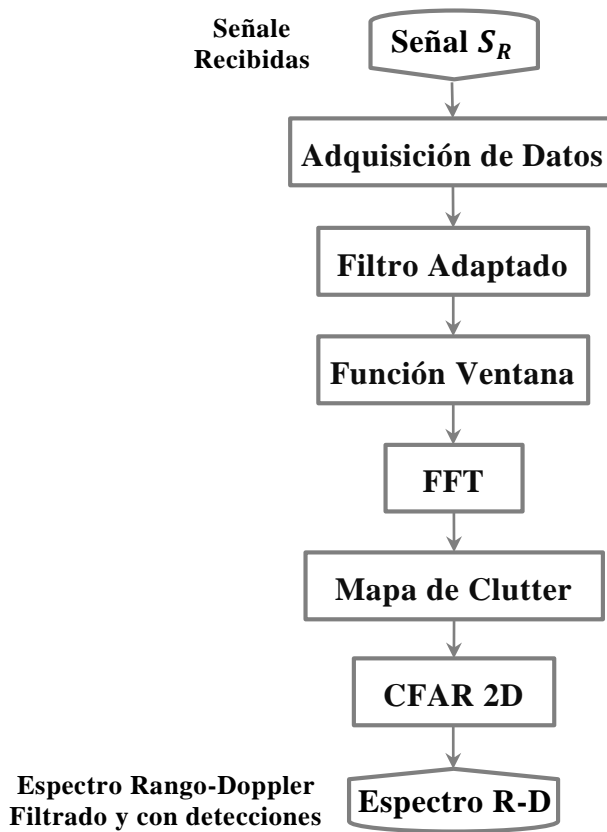 Señale
Recibidas
Señal S_R
Adquisición de Datos
Filtro Adaptado
Función Ventana
FFT
Mapa de Clutter
CFAR 2D
Espectro Rango-Doppler
Filtrado y con detecciones
Espectro R-D